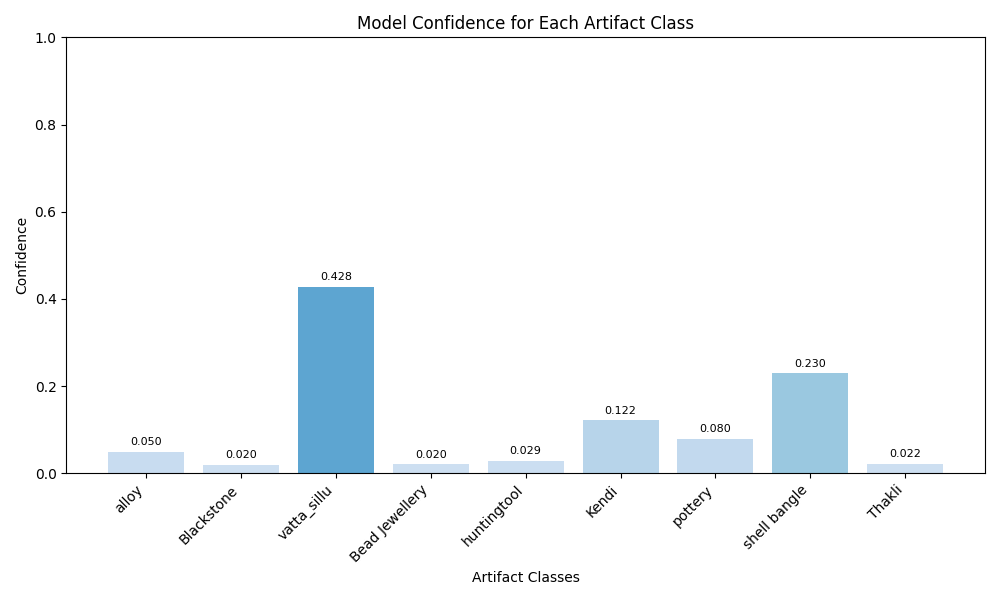 Model Confidence for Each Artifact Class
1.0
0.8
0.6
0.4
0.2
0.0
Confidence
0.050
0.020
0.428
0.020
0.029
0.122
0.080
0.230
0.022
alloy
Blackstone
vatta_sillu
Bead Jewellery
huntingtool
Kendi
pottery
shell bangle
Thakli
Artifact Classes